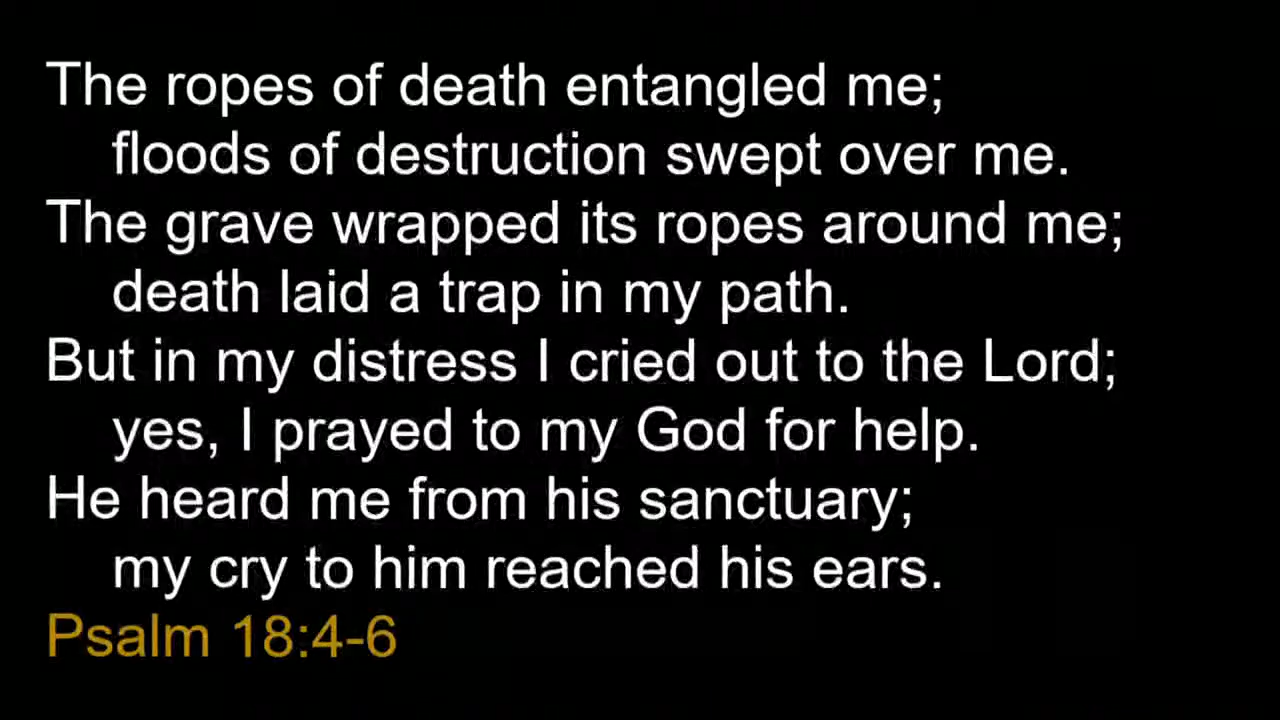 The ropes of death entangled me;
floods of destruction swept over me.
The grave wrapped its ropes around me;
death laid a trap in my path.
But in my distress I cried out to the Lord;
yes, I prayed to my God for help.
He heard me from his sanctuary;
my cry to him reached his ears.
Psalm 18:4-6